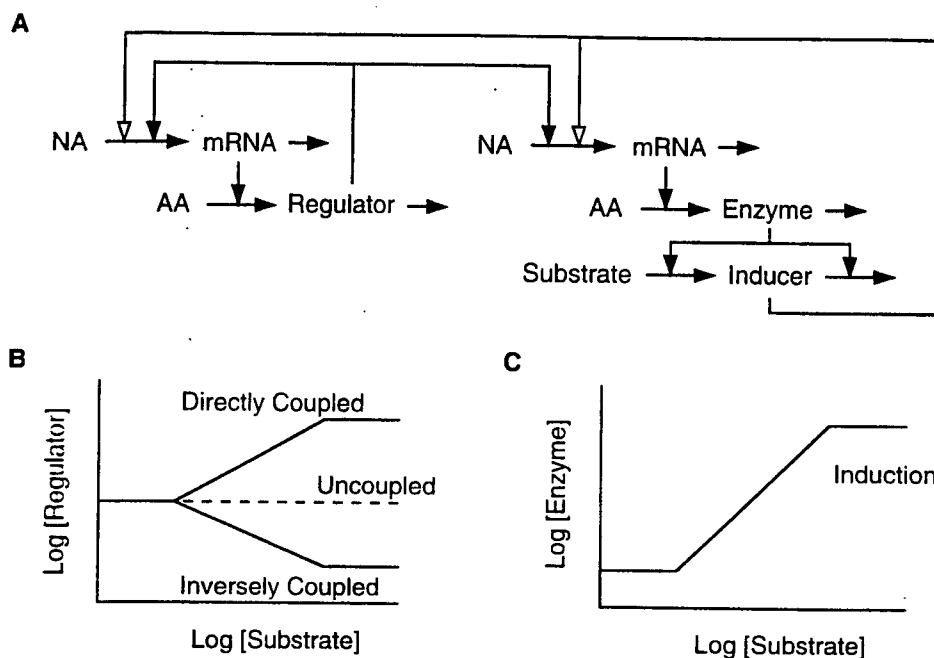 A
NA mRNA NA mRNA
AA Regulator AA Enzyme
Substrate Inducer
B
Log [Regulator]
Directly Coupled
Uncoupled
Inversely Coupled
Log [Substrate]
C
Log [Enzyme]
Induction
Log [Substrate]